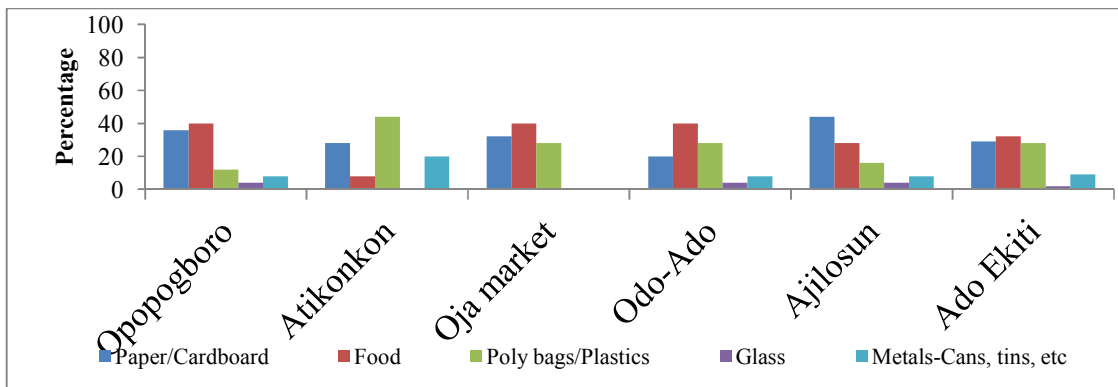 Percentage
100
80
60
40
20
0
Opopogboro
Atikonkon
Oja market
Odo-Ado
Ajilosun
Ado Ekiti
Paper/Cardboard Food Poly bags/Plastics Glass Metals-Cans, tins, etc